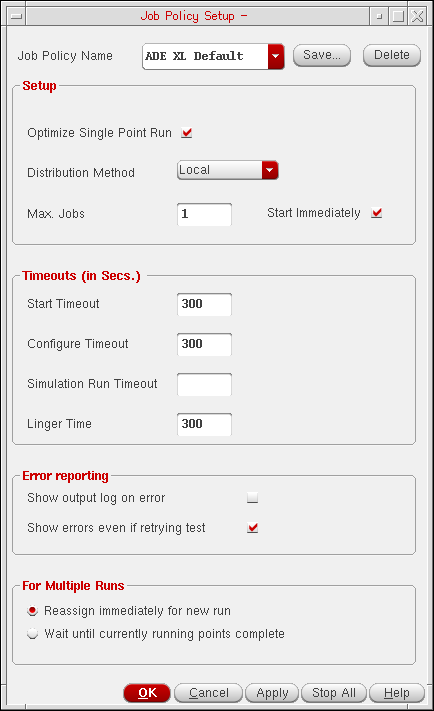 Job Policy Setup –
Job Policy Name ADE XL Default Save... Delete
Setup
Optimize Single Point Run
Distribution Method Local
Max. Jobs 1 Start Immediately
Timeouts (in Secs.)
Start Timeout 300
Configure Timeout 300
Simulation Run Timeout
Linger Time 300
Error reporting
Show output log on error
Show errors even if retrying test
For Multiple Runs
Reassign immediately for new run
Wait until currently running points complete
OK Cancel Apply Stop All Help